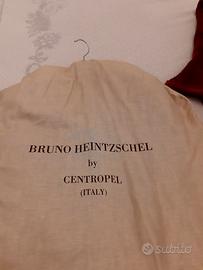 BRUNO HEINTZSCHEL
by
CENTROPEL
(ITALY)
subito